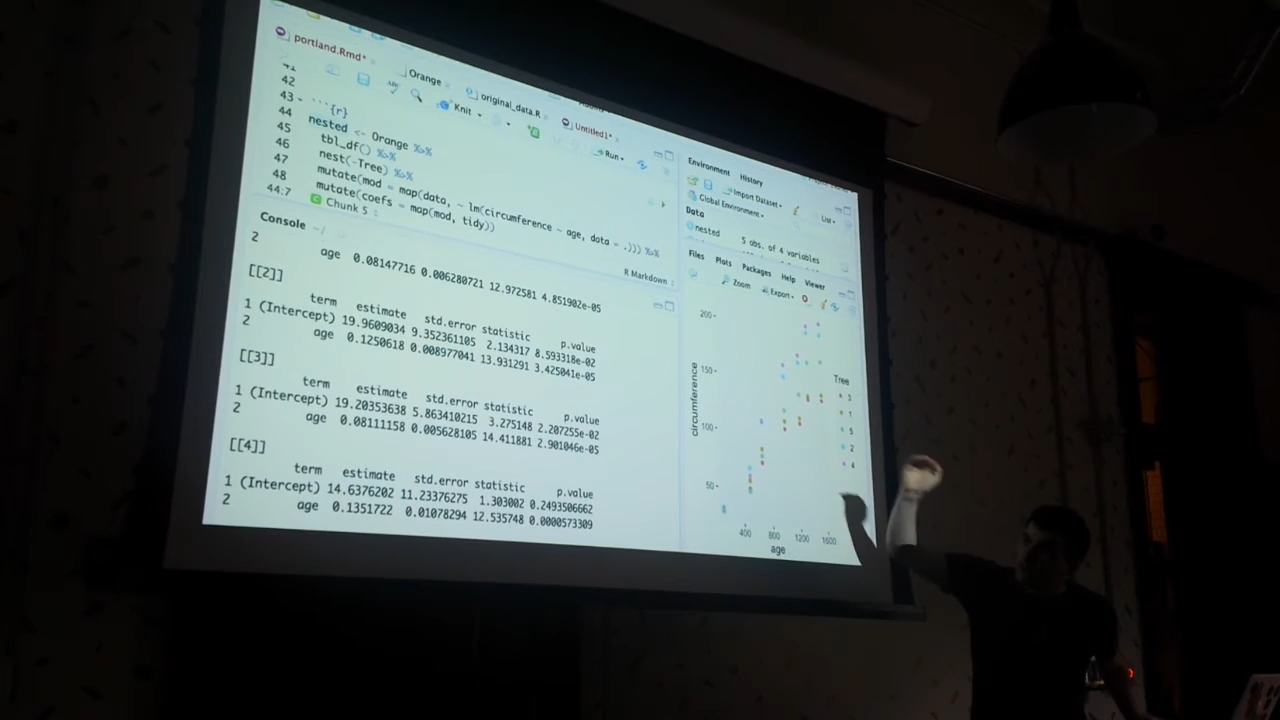 portland.Rmd*
Orange
original_data.R
Untitled1*
Knit
Run
42
43
44 ```{r}
45 nested <- Orange %>%
46 tbl_df() %>%
47 nest(-Tree) %>%
48 mutate(mod = map(data, ~ lm(circumference ~ age, data = .))) %>%
mutate(coefs = map(mod, tidy))
44:7
Chunk 5
R Markdown
Console ~/
2 age 0.08147716 0.006280721 12.972581 4.851902e-05
[[2]]
term estimate std.error statistic p.value
1 (Intercept) 19.9609034 9.352361105 2.134317 8.593318e-02
2 age 0.1250618 0.008977041 13.931291 3.425041e-05
[[3]]
term estimate std.error statistic p.value
1 (Intercept) 19.20353638 5.863410215 3.275148 2.207255e-02
2 age 0.08111158 0.005628105 14.411881 2.901046e-05
[[4]]
term estimate std.error statistic p.value
1 (Intercept) 14.6376202 11.23376275 1.303002 0.2493506662
2 age 0.1351722 0.01078294 12.535748 0.0000573309
Environment History
Import Dataset
List
Global Environment
Data
nested 5 obs. of 4 variables
Files Plots Packages Help Viewer
Zoom Export
200
150
100
50
circumference
400 800 1200 1600
age
Tree
3
1
5
2
4